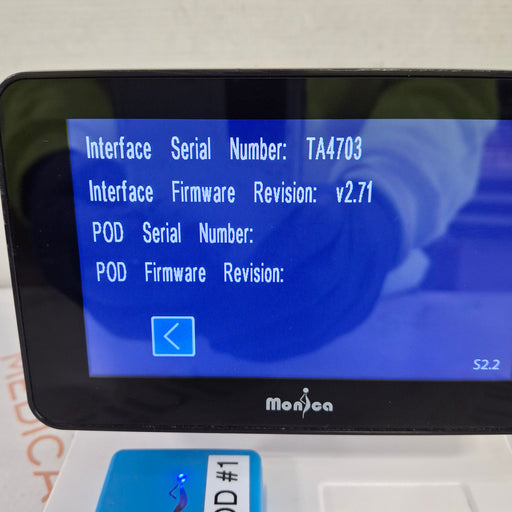 Interface Serial Number: TA4703
Interface Firmware Revision: v2.71
POD Serial Number:
POD Firmware Revision:
S2.2
Monica
MEDICA
OD #1